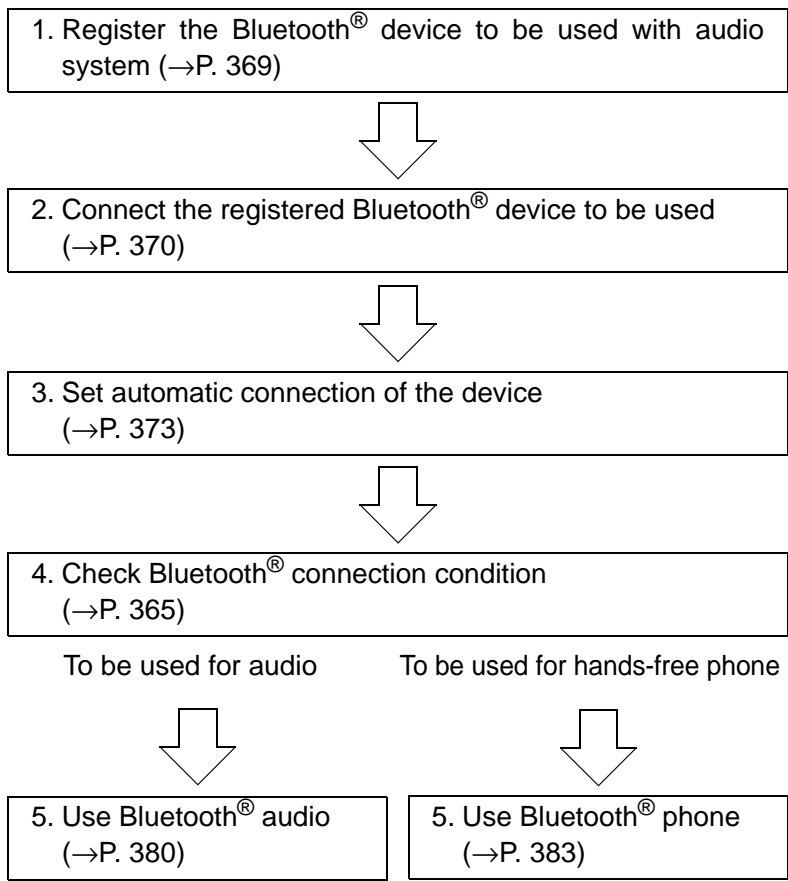 1. Register the Bluetooth® device to be used with audio
system (→P. 369)
2. Connect the registered Bluetooth® device to be used
(→P. 370)
3. Set automatic connection of the device
(→P. 373)
4. Check Bluetooth® connection condition
(→P. 365)
To be used for audio
To be used for hands-free phone
5. Use Bluetooth® audio
(→P. 380)
5. Use Bluetooth® phone
(→P. 383)